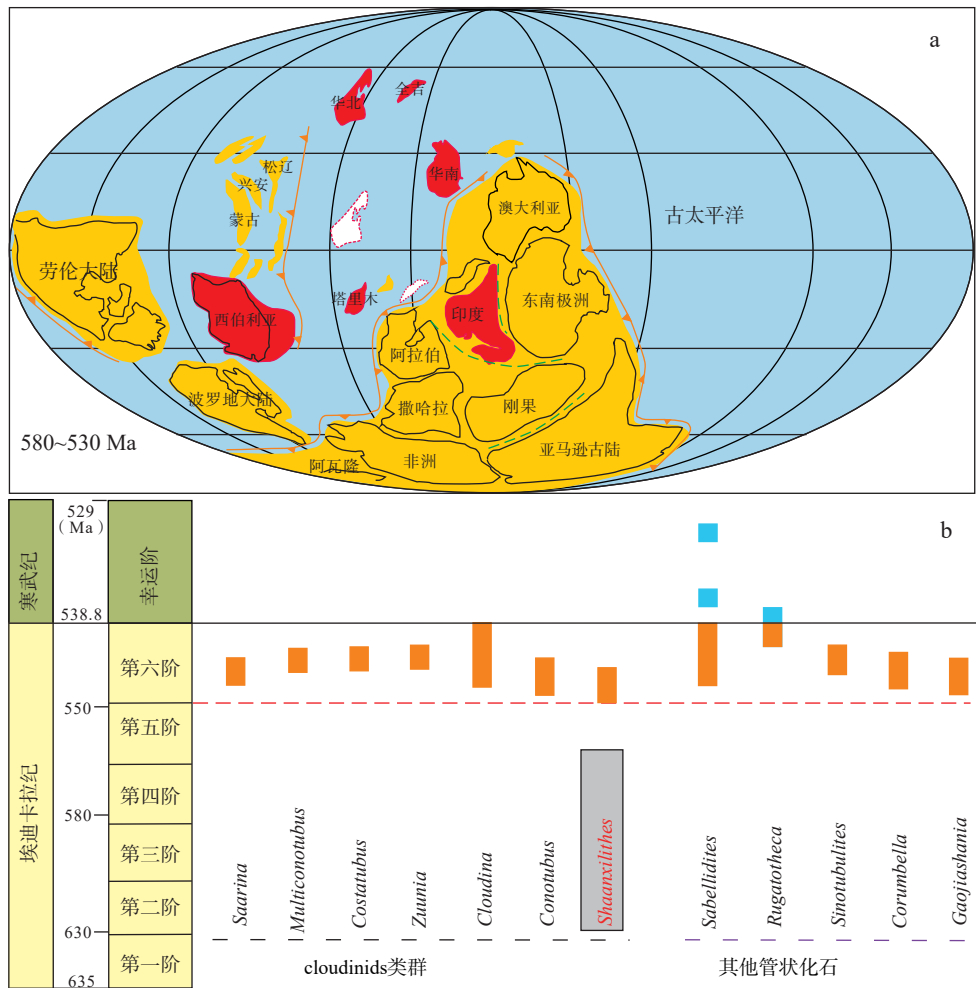 a
华北
全吉
松辽
兴安
蒙古
华南
澳大利亚
古太平洋
劳伦大陆
西伯利亚
塔里木
印度
东南极洲
阿拉伯
波罗地大陆
撒哈拉
刚果
580~530 Ma
阿瓦隆
非洲
亚马逊古陆
b
529
(Ma)
寒武纪
幸运阶
538.8
埃迪卡拉纪
第六阶
550
第五阶
第四阶
580
第三阶
第二阶
630
第一阶
635
Saarina
Multiconotubus
Costatubus
Zuunia
Cloudina
Conotubus
Shaanxilithes
Sabellidites
Rugatotheca
Sinotubulites
Corumbella
Gaojiashania
cloudinids类群
其他管状化石